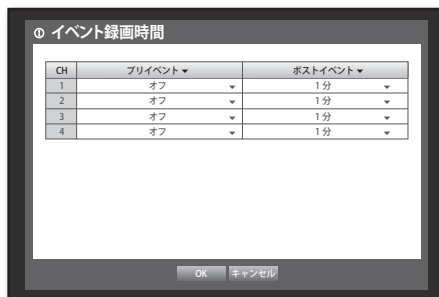 イベント録画時間
CH プリイベント ポストイベント
1 オフ 1 分
2 オフ 1 分
3 オフ 1 分
4 オフ 1 分
OK キャンセル